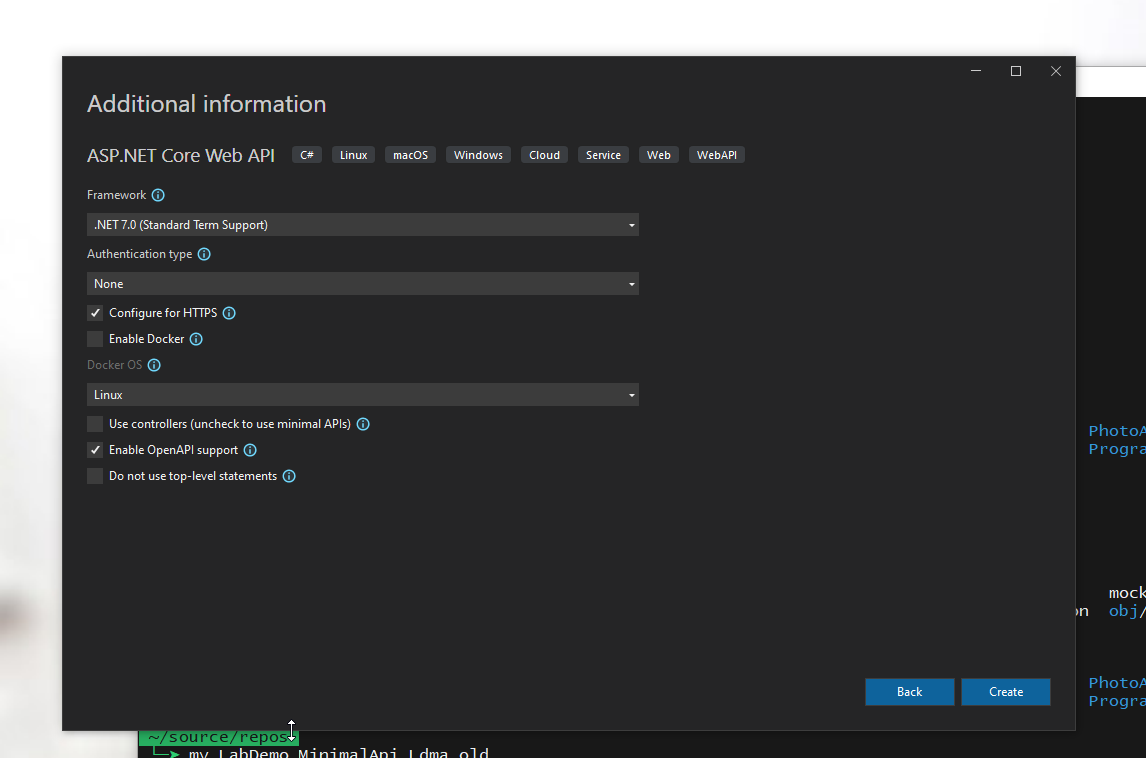 Additional information
ASP.NET Core Web API C# Linux macOS Windows Cloud Service Web WebAPI
Framework
.NET 7.0 (Standard Term Support)
Authentication type
None
Configure for HTTPS
Enable Docker
Docker OS
Linux
Use controllers (uncheck to use minimal APIs)
Enable OpenAPI support
Do not use top-level statements
Back Create
PhotoA
Progra
mock
on obj/
PhotoA
Progra
~/source/repos
my LabDemo MinimalApi Ldma old